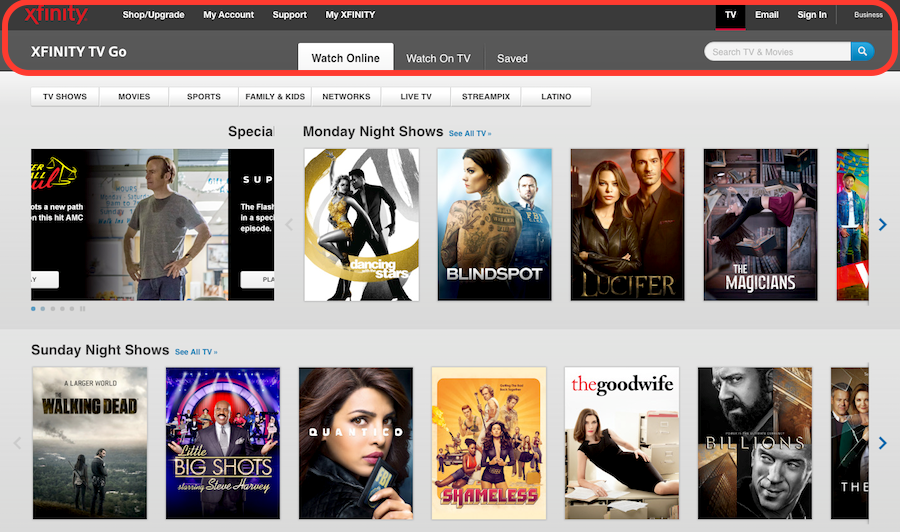 xfinity Shop/Upgrade My Account Support My XFINITY TV Email Sign In Business
XFINITY TV Go Watch Online Watch On TV Saved Search TV & Movies
TV SHOWS MOVIES SPORTS FAMILY & KIDS NETWORKS LIVE TV STREAMPIX LATINO
Specia
ots a new path
on this hit AMC
SUP
The Flash
in a speci
episode.
PLA
Monday Night Shows See All TV »
dancing
with the
stars
BLINDSPOT
LUCIFER
THE
MAGICIANS
Sunday Night Shows See All TV »
A LARGER WORLD
THE
WALKING DEAD
Little
BIG SHOTS
starring Steve Harvey
QUANTICO
SHAMELESS
thegoodwife
BILLIONS
THE